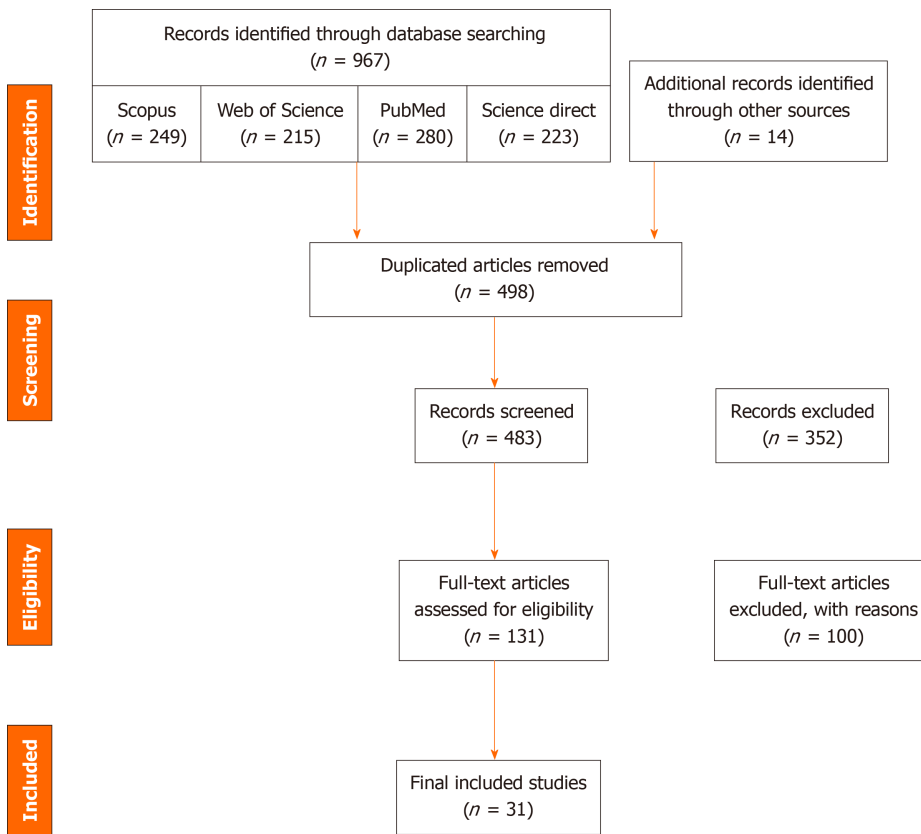 Records identified through database searching
(n = 967)
Scopus
(n = 249)
Web of Science
(n = 215)
PubMed
(n = 280)
Science direct
(n = 223)
Additional records identified
through other sources
(n = 14)
Identification
Duplicated articles removed
(n = 498)
Screening
Records screened
(n = 483)
Records excluded
(n = 352)
Eligibility
Full-text articles
assessed for eligibility
(n = 131)
Full-text articles
excluded, with reasons
(n = 100)
Included
Final included studies
(n = 31)